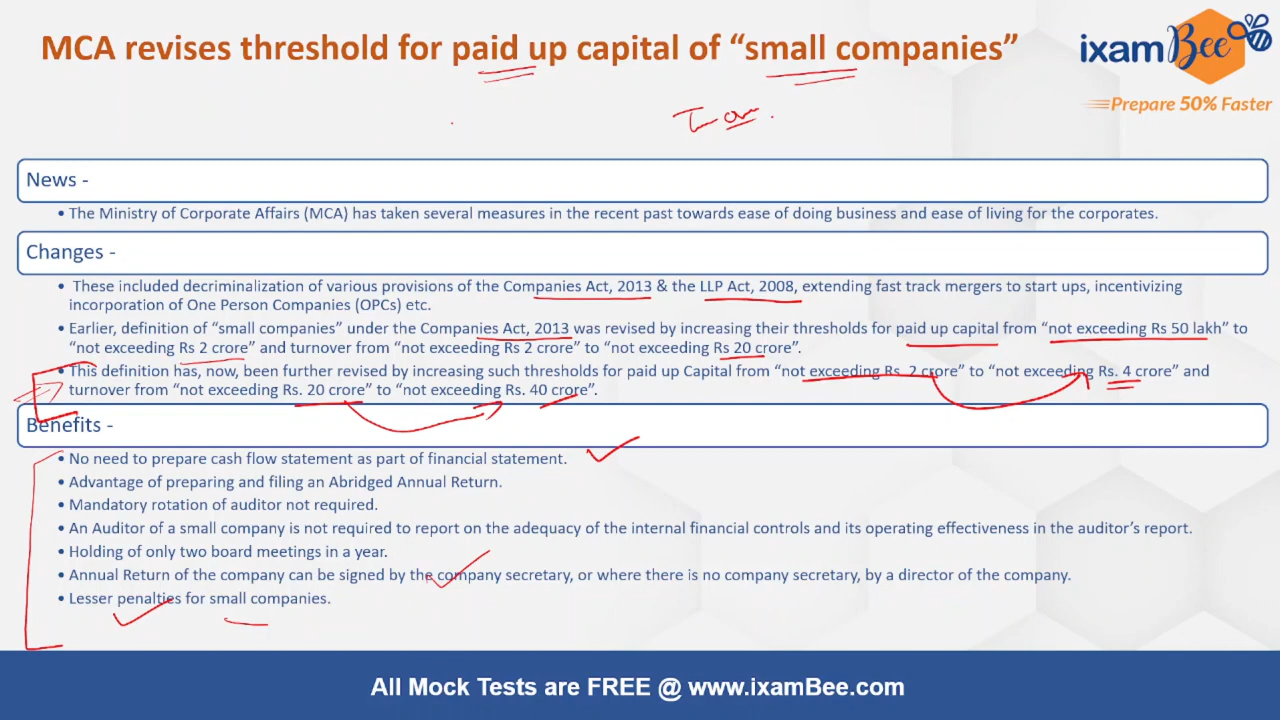 MCA revises threshold for paid up capital of “small companies”
ixamBee
Prepare 50% Faster
News -
• The Ministry of Corporate Affairs (MCA) has taken several measures in the recent past towards ease of doing business and ease of living for the corporates.
Changes -
• These included decriminalization of various provisions of the Companies Act, 2013 & the LLP Act, 2008, extending fast track mergers to start ups, incentivizing
incorporation of One Person Companies (OPCs) etc.
• Earlier, definition of “small companies” under the Companies Act, 2013 was revised by increasing their thresholds for paid up capital from “not exceeding Rs 50 lakh” to
“not exceeding Rs 2 crore” and turnover from “not exceeding Rs 2 crore” to “not exceeding Rs 20 crore”.
• This definition has, now, been further revised by increasing such thresholds for paid up Capital from “not exceeding Rs. 2 crore” to “not exceeding Rs. 4 crore” and
turnover from “not exceeding Rs. 20 crore” to “not exceeding Rs. 40 crore”.
Benefits -
• No need to prepare cash flow statement as part of financial statement.
• Advantage of preparing and filing an Abridged Annual Return.
• Mandatory rotation of auditor not required.
• An Auditor of a small company is not required to report on the adequacy of the internal financial controls and its operating effectiveness in the auditor’s report.
• Holding of only two board meetings in a year.
• Annual Return of the company can be signed by the company secretary, or where there is no company secretary, by a director of the company.
• Lesser penalties for small companies.
All Mock Tests are FREE @ www.ixamBee.com